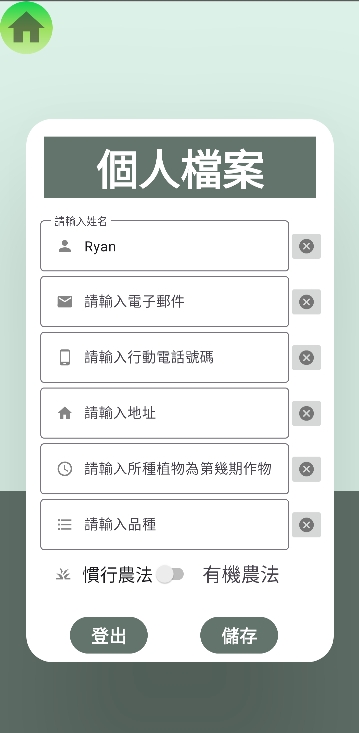 個人檔案
請輸入姓名
Ryan
請輸入電子郵件
請輸入行動電話號碼
請輸入地址
請輸入所種植物為第幾期作物
請輸入品種
慣行農法 有機農法
登出 儲存